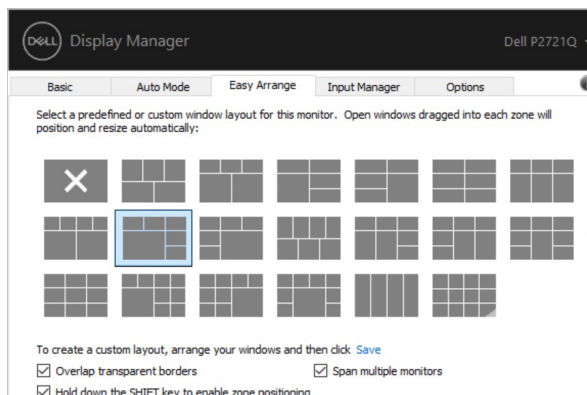 DELL Display Manager Dell P2721Q
Basic Auto Mode Easy Arrange Input Manager Options
Select a predefined or custom window layout for this monitor. Open windows dragged into each zone will
position and resize automatically:
To create a custom layout, arrange your windows and then click Save
Overlap transparent borders Span multiple monitors
Hold down the SHIFT key to enable zone positioning